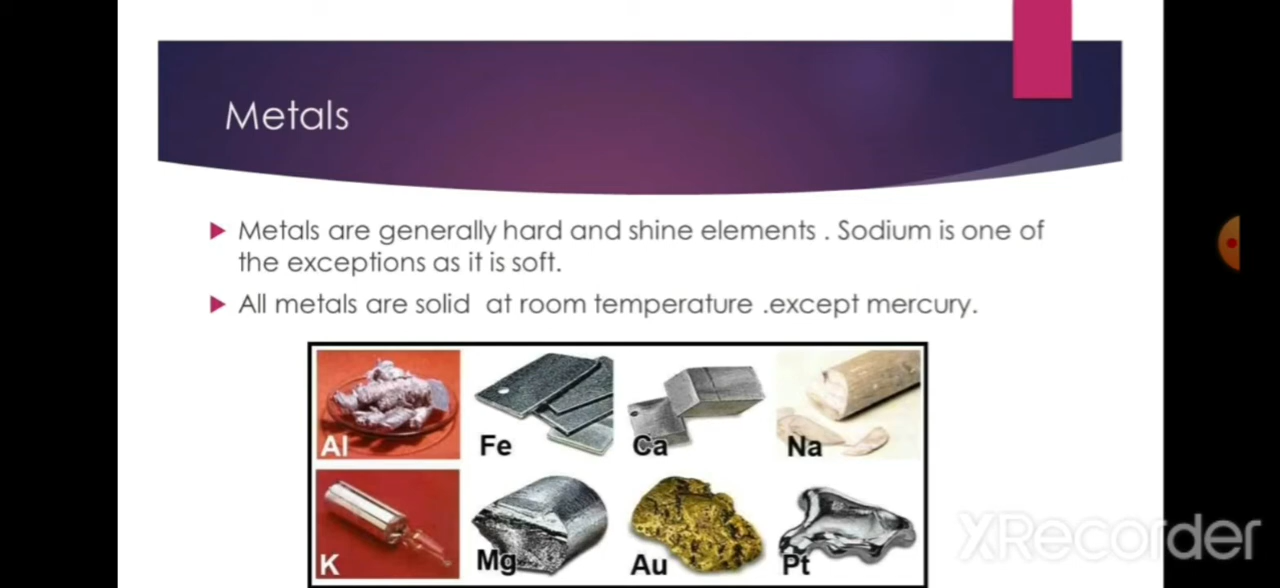 Metals
Metals are generally hard and shine elements . Sodium is one of
the exceptions as it is soft.
All metals are solid at room temperature .except mercury.
Al Fe Ca Na
K Mg Au Pt
XRecorder